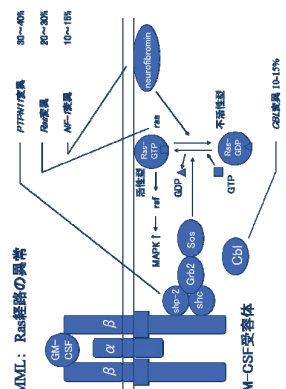 MML： Ras経路の異常
PTPN11変異 30～40%
Ras変異 20～30%
NF-1変異 10～15%
GM-
CSF
β
α
β
neurofibromin
活性型
ras
Ras-
GTP
不活性型
Ras-
GDP
MAPK↑
raf
GDP
GTP
shp-2
Grb2
Sos
shc
Cbl
CBL変異 10-15%
M-CSF受容体